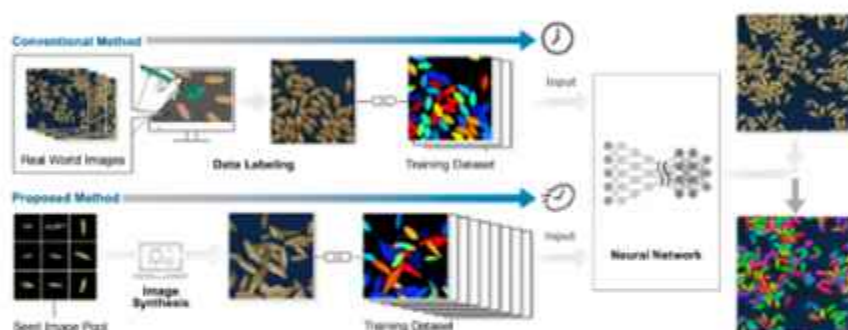 Conventional Method
Input
Real World Images
Data Labeling
Training Dataset
Proposed Method
Input
Neural Network
Image
Synthesis
Seed Image Pool
Training Dataset